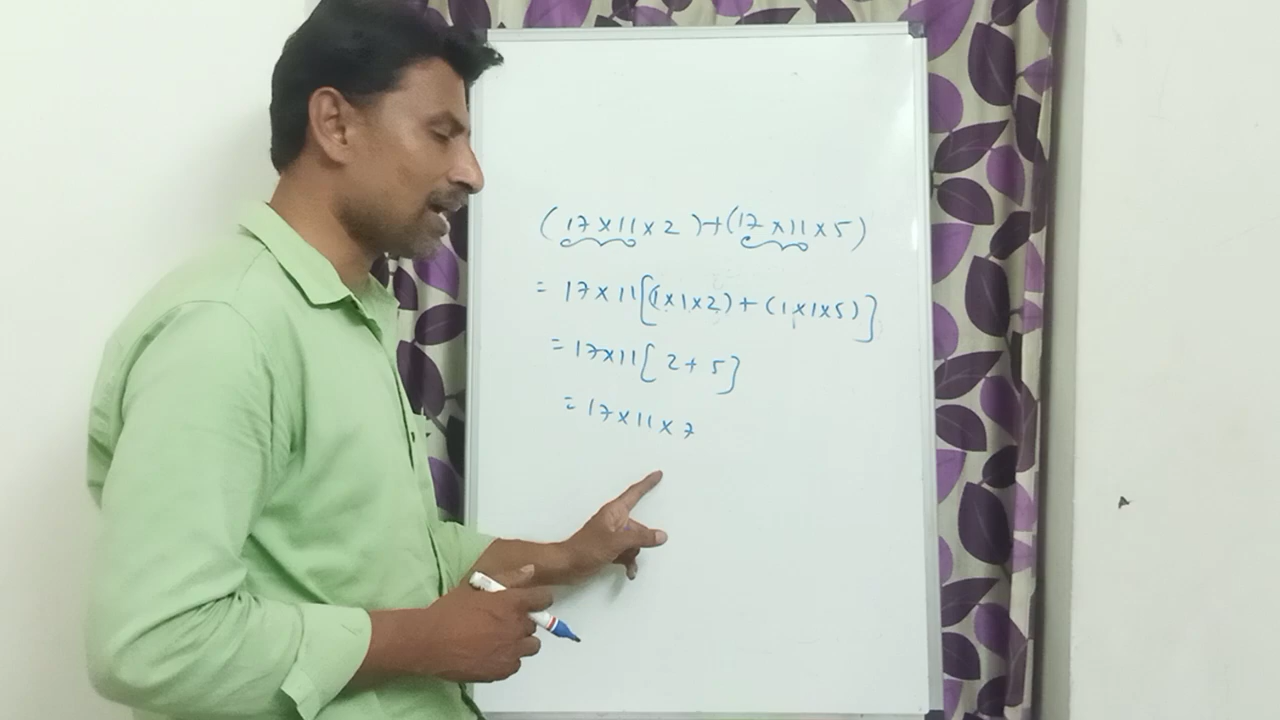 (17×11×2)+(17×11×5)
= 17×11[(1×1×2)+(1×1×5)]
= 17×11[2+5]
= 17×11×7